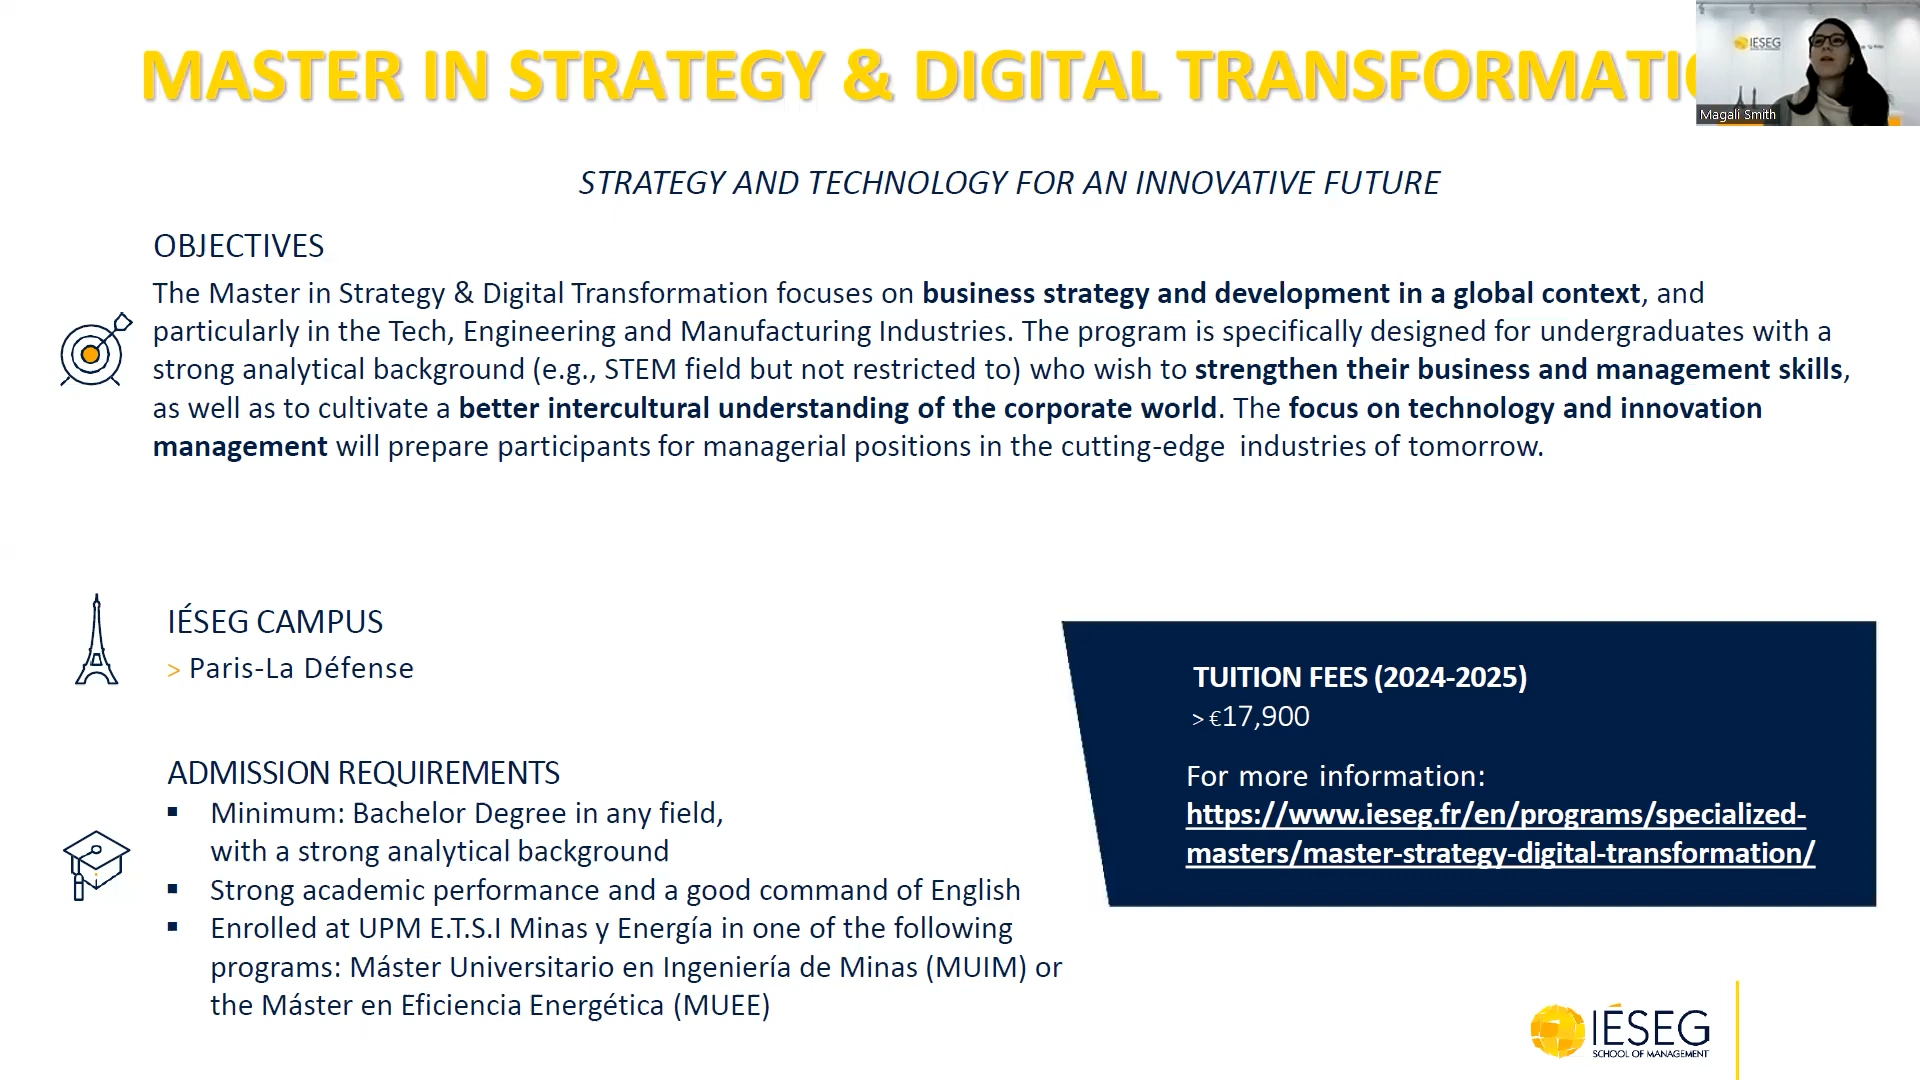 MASTER IN STRATEGY & DIGITAL TRANSFORMATI
IÉSEG
Magali Smith
STRATEGY AND TECHNOLOGY FOR AN INNOVATIVE FUTURE
OBJECTIVES
The Master in Strategy & Digital Transformation focuses on business strategy and development in a global context, and
particularly in the Tech, Engineering and Manufacturing Industries. The program is specifically designed for undergraduates with a
strong analytical background (e.g., STEM field but not restricted to) who wish to strengthen their business and management skills,
as well as to cultivate a better intercultural understanding of the corporate world. The focus on technology and innovation
management will prepare participants for managerial positions in the cutting-edge industries of tomorrow.
IÉSEG CAMPUS
> Paris-La Défense
ADMISSION REQUIREMENTS
▪ Minimum: Bachelor Degree in any field,
with a strong analytical background
▪ Strong academic performance and a good command of English
▪ Enrolled at UPM E.T.S.I Minas y Energía in one of the following
programs: Máster Universitario en Ingeniería de Minas (MUIM) or
the Máster en Eficiencia Energética (MUEE)
TUITION FEES (2024-2025)
> €17,900
For more information:
https://www.ieseg.fr/en/programs/specialized-
masters/master-strategy-digital-transformation/
IÉSEG
SCHOOL OF MANAGEMENT